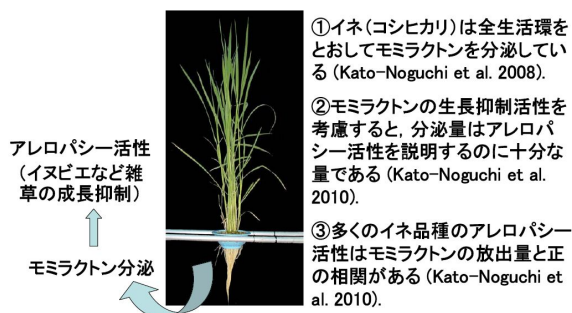 アレロパシー活性
(イヌビエなど雑
草の成長抑制)
モミラクトン分泌
①イネ(コシヒカリ)は全生活環を
とおしてモミラクトンを分泌してい
る (Kato-Noguchi et al. 2008).
②モミラクトンの生長抑制活性を
考慮すると, 分泌量はアレロパ
シー活性を説明するのに十分な
量である (Kato-Noguchi et al.
2010).
③多くのイネ品種のアレロパシー
活性はモミラクトンの放出量と正
の相関がある (Kato-Noguchi et
al. 2010).